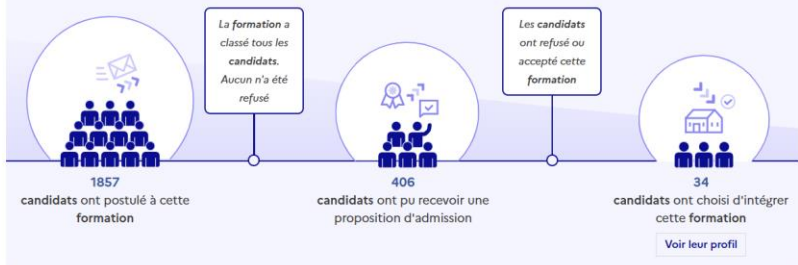 La formation a
classé tous les
candidats.
Aucun n'a été
refusé
Les candidats
ont refusé ou
accepté cette
formation
1857
candidats ont postulé à cette
formation
406
candidats ont pu recevoir une
proposition d'admission
34
candidats ont choisi d'intégrer
cette formation
Voir leur profil